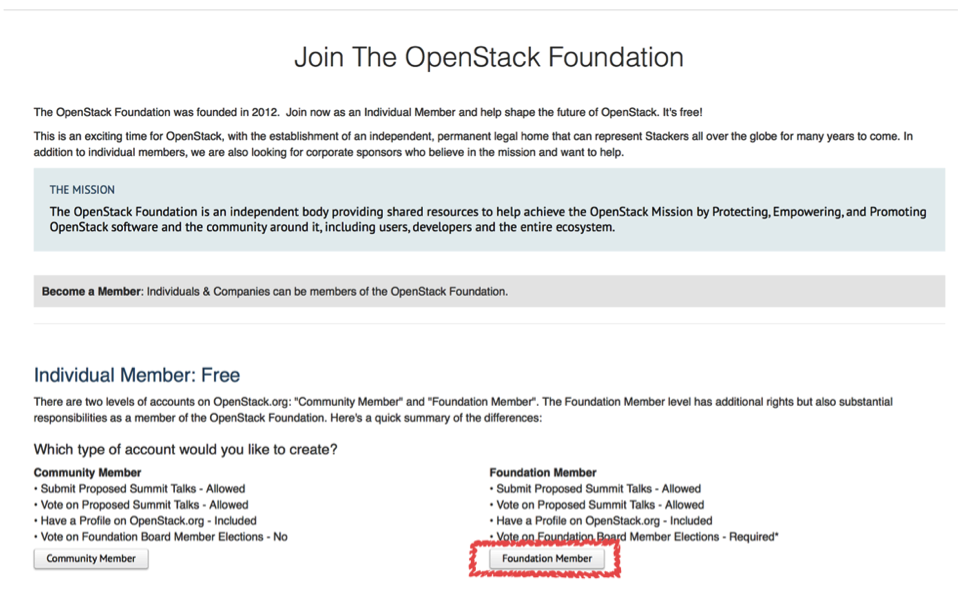 Join The OpenStack Foundation
The OpenStack Foundation was founded in 2012. Join now as an Individual Member and help shape the future of OpenStack. It's free!
This is an exciting time for OpenStack, with the establishment of an independent, permanent legal home that can represent Stackers all over the globe for many years to come. In
addition to individual members, we are also looking for corporate sponsors who believe in the mission and want to help.
THE MISSION
The OpenStack Foundation is an independent body providing shared resources to help achieve the OpenStack Mission by Protecting, Empowering, and Promoting
OpenStack software and the community around it, including users, developers and the entire ecosystem.
Become a Member: Individuals & Companies can be members of the OpenStack Foundation.
Individual Member: Free
There are two levels of accounts on OpenStack.org: "Community Member" and "Foundation Member". The Foundation Member level has additional rights but also substantial
responsibilities as a member of the OpenStack Foundation. Here's a quick summary of the differences:
Which type of account would you like to create?
Community Member
• Submit Proposed Summit Talks - Allowed
• Vote on Proposed Summit Talks - Allowed
• Have a Profile on OpenStack.org - Included
• Vote on Foundation Board Member Elections - No
Community Member
Foundation Member
• Submit Proposed Summit Talks - Allowed
• Vote on Proposed Summit Talks - Allowed
• Have a Profile on OpenStack.org - Included
• Vote on Foundation Board Member Elections - Required*
Foundation Member